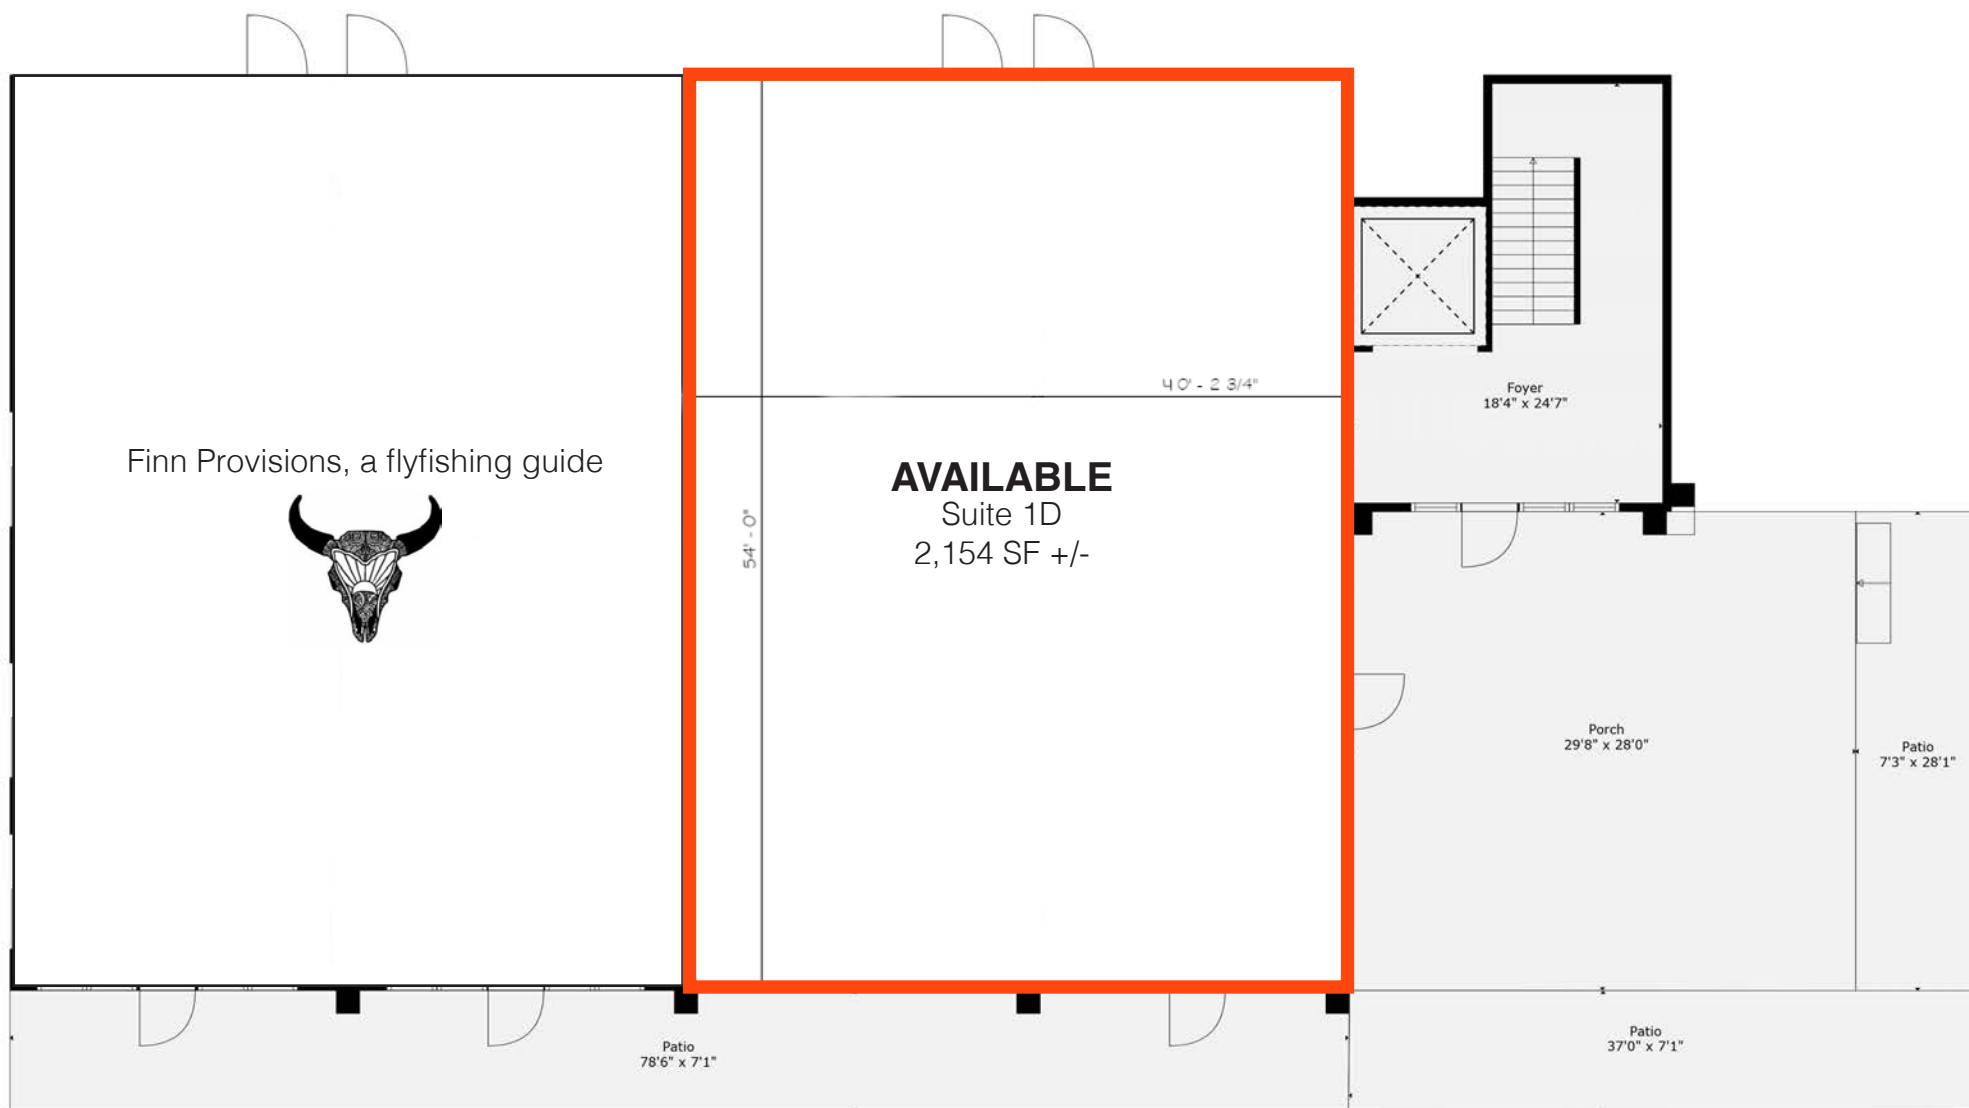 40' - 2 3/4"
Foyer
18'4" x 24'7"
Finn Provisions, a flyfishing guide
AVAILABLE
Suite 1D
2,154 SF +/-
54' - 0"
Porch
29'8" x 28'0"
Patio
7'3" x 28'1"
Patio
78'6" x 7'1"
Patio
37'0" x 7'1"